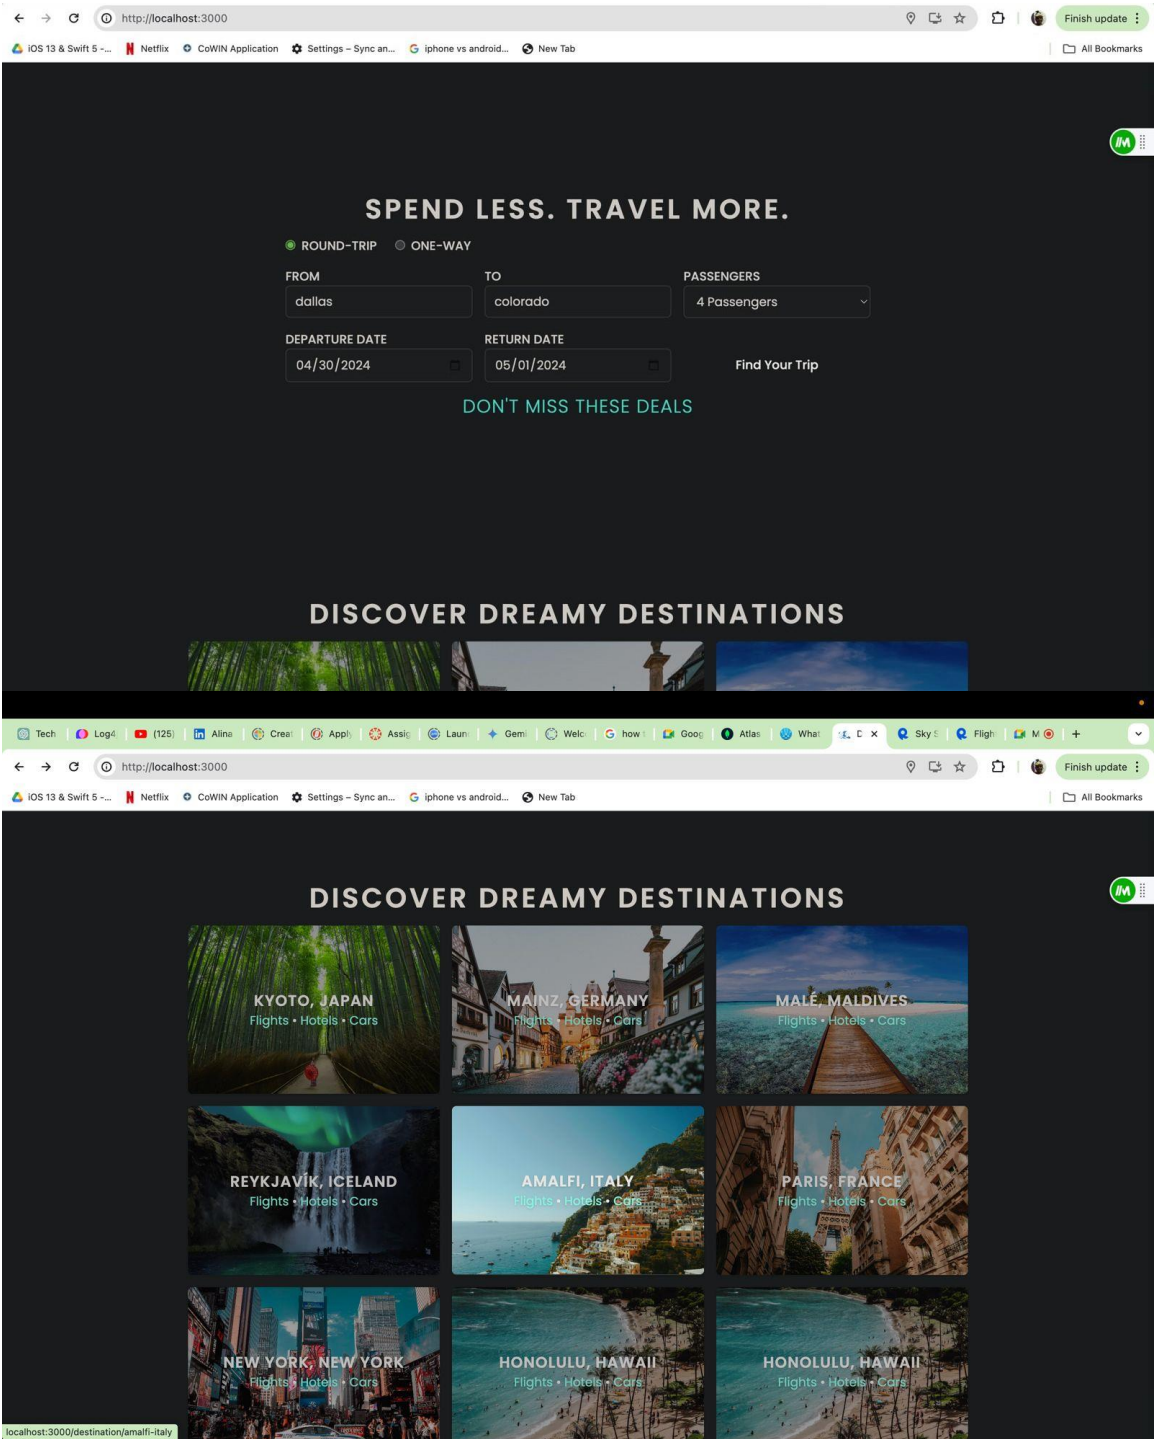 http://localhost:3000
Finish update
iOS 13 & Swift 5 -... Netflix CoWIN Application Settings – Sync an... iphone vs android... New Tab All Bookmarks
SPEND LESS. TRAVEL MORE.
ROUND-TRIP ONE-WAY
FROM TO PASSENGERS
dallas colorado 4 Passengers
DEPARTURE DATE RETURN DATE
04/30/2024 05/01/2024 Find Your Trip
DON'T MISS THESE DEALS
DISCOVER DREAMY DESTINATIONS
Tech Log4 (125) Alina Creat Apply Assig Laun Gemi Welc how Goog Atlas What Sky Fligh M
http://localhost:3000
Finish update
iOS 13 & Swift 5 -... Netflix CoWIN Application Settings – Sync an... iphone vs android... New Tab All Bookmarks
DISCOVER DREAMY DESTINATIONS
KYOTO, JAPAN MAINZ, GERMANY MALÉ, MALDIVES
Flights • Hotels • Cars Flights • Hotels • Cars Flights • Hotels • Cars
REYKJAVÍK, ICELAND AMALFI, ITALY PARIS, FRANCE
Flights • Hotels • Cars Flights • Hotels • Cars Flights • Hotels • Cars
NEW YORK, NEW YORK HONOLULU, HAWAII HONOLULU, HAWAII
Flights • Hotels • Cars Flights • Hotels • Cars Flights • Hotels • Cars
localhost:3000/destination/amalfi-italy